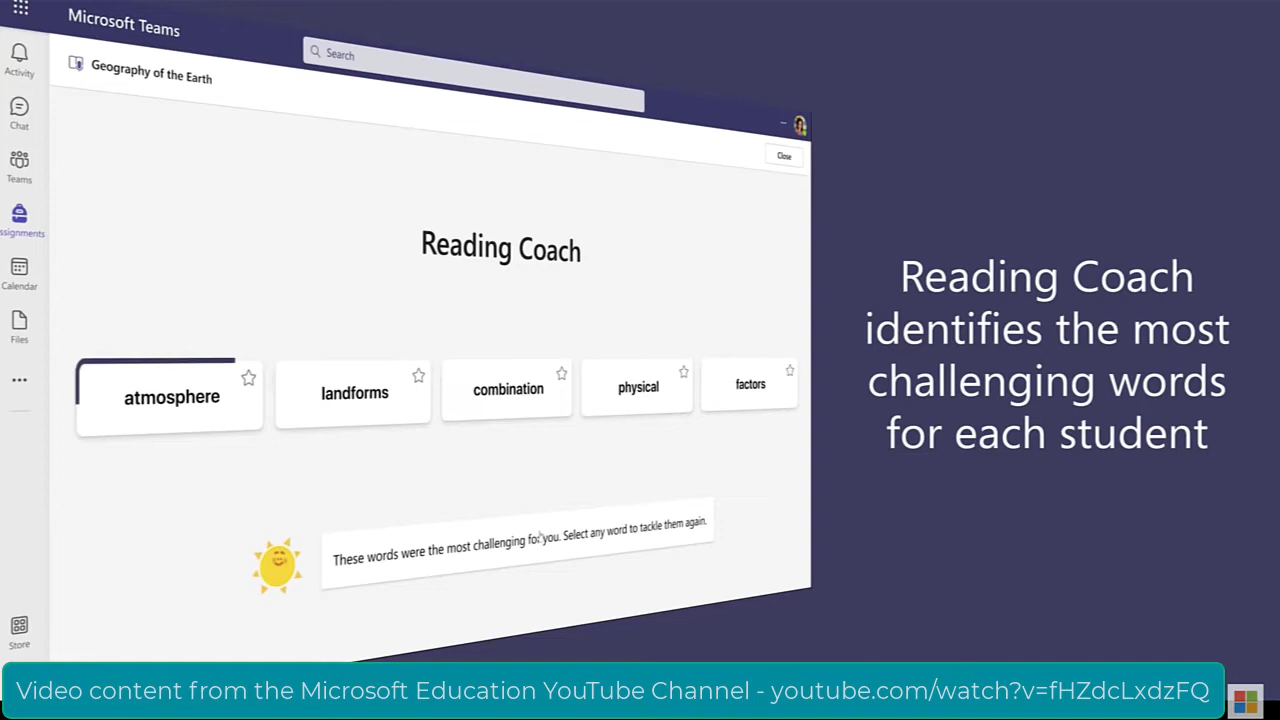 Microsoft Teams
Search
Geography of the Earth
Close
Activity
Chat
Teams
ssignments
Calendar
Files
Store
Reading Coach
atmosphere
landforms
combination
physical
factors
These words were the most challenging for you. Select any word to tackle them again.
Reading Coach
identifies the most
challenging words
for each student
Video content from the Microsoft Education YouTube Channel - youtube.com/watch?v=fHZdcLxdzFQ